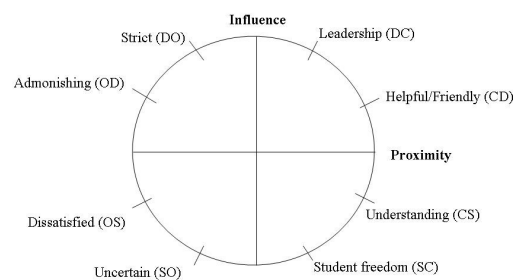 Influence
Strict (DO)
Leadership (DC)
Admonishing (OD)
Helpful/Friendly (CD)
Proximity
Dissatisfied (OS)
Understanding (CS)
Uncertain (SO)
Student freedom (SC)